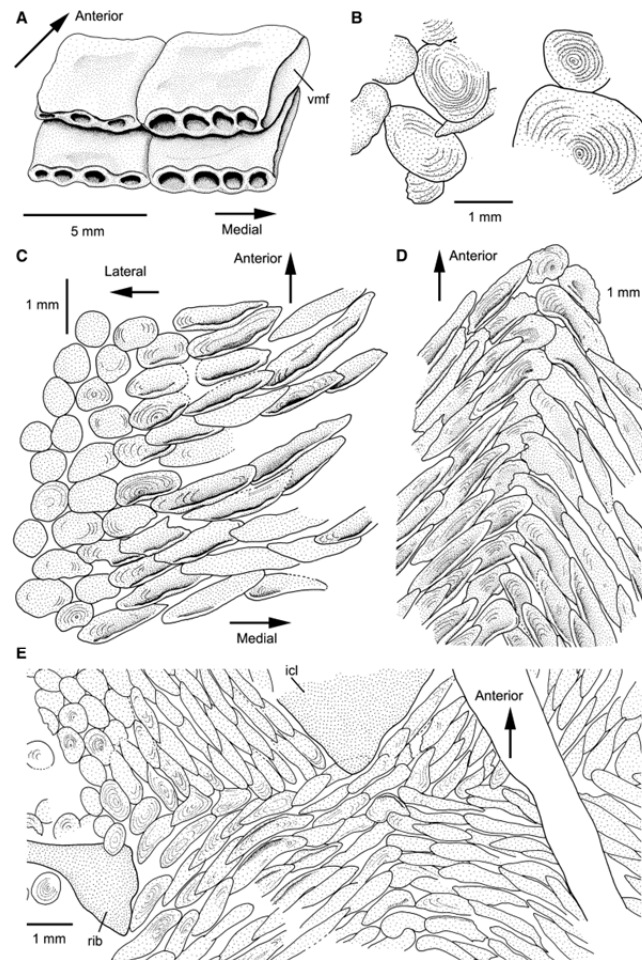 A
Anterior
vmf
5 mm
Medial
B
1 mm
C
Lateral
Anterior
1 mm
Medial
D
Anterior
1 mm
E
icl
Anterior
1 mm
rib